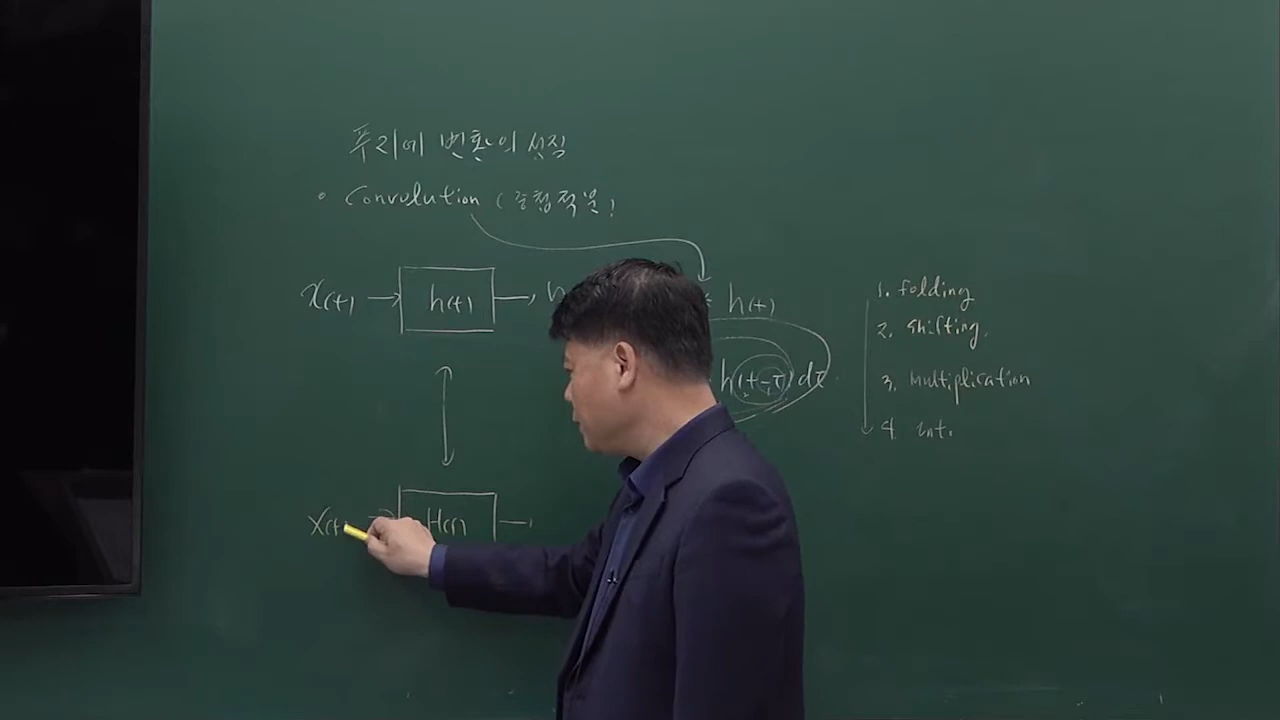 푸리에 변환의 성질
• Convolution (중첩적분)
x(t) → h(t) → h(t)
h(t-τ)dτ
X(f → H(f)
1. Folding
2. Shifting.
3. Multiplication
4. Int.